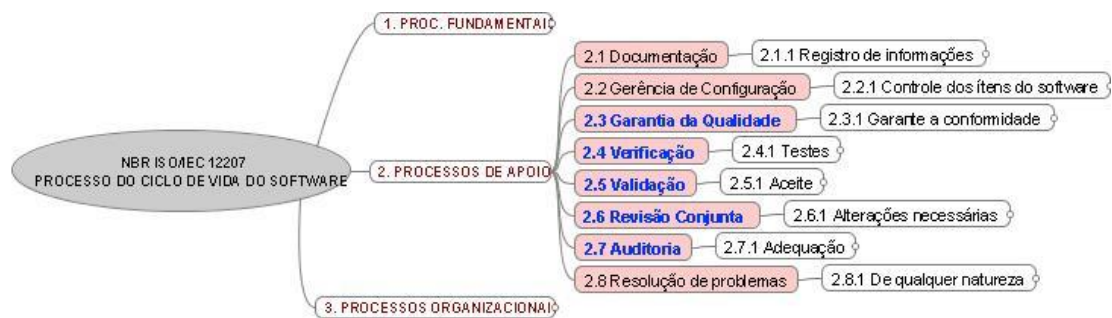 1. PROC. FUNDAMENTAI
2.1 Documentação
2.1.1 Registro de informações
2.2 Gerência de Configuração
2.2.1 Controle dos ítens do software
2.3 Garantia da Qualidade
2.3.1 Garante a conformidade
NBR ISO/IEC 12207
PROCESSO DO CICLO DE VIDA DO SOFTWARE
2. PROCESSOS DE APOIO
2.4 Verificação
2.4.1 Testes
2.5 Validação
2.5.1 Aceite
2.6 Revisão Conjunta
2.6.1 Alterações necessárias
2.7 Auditoria
2.7.1 Adequação
2.8 Resolução de problemas
2.8.1 De qualquer natureza
3. PROCESSOS ORGANIZACIONAI